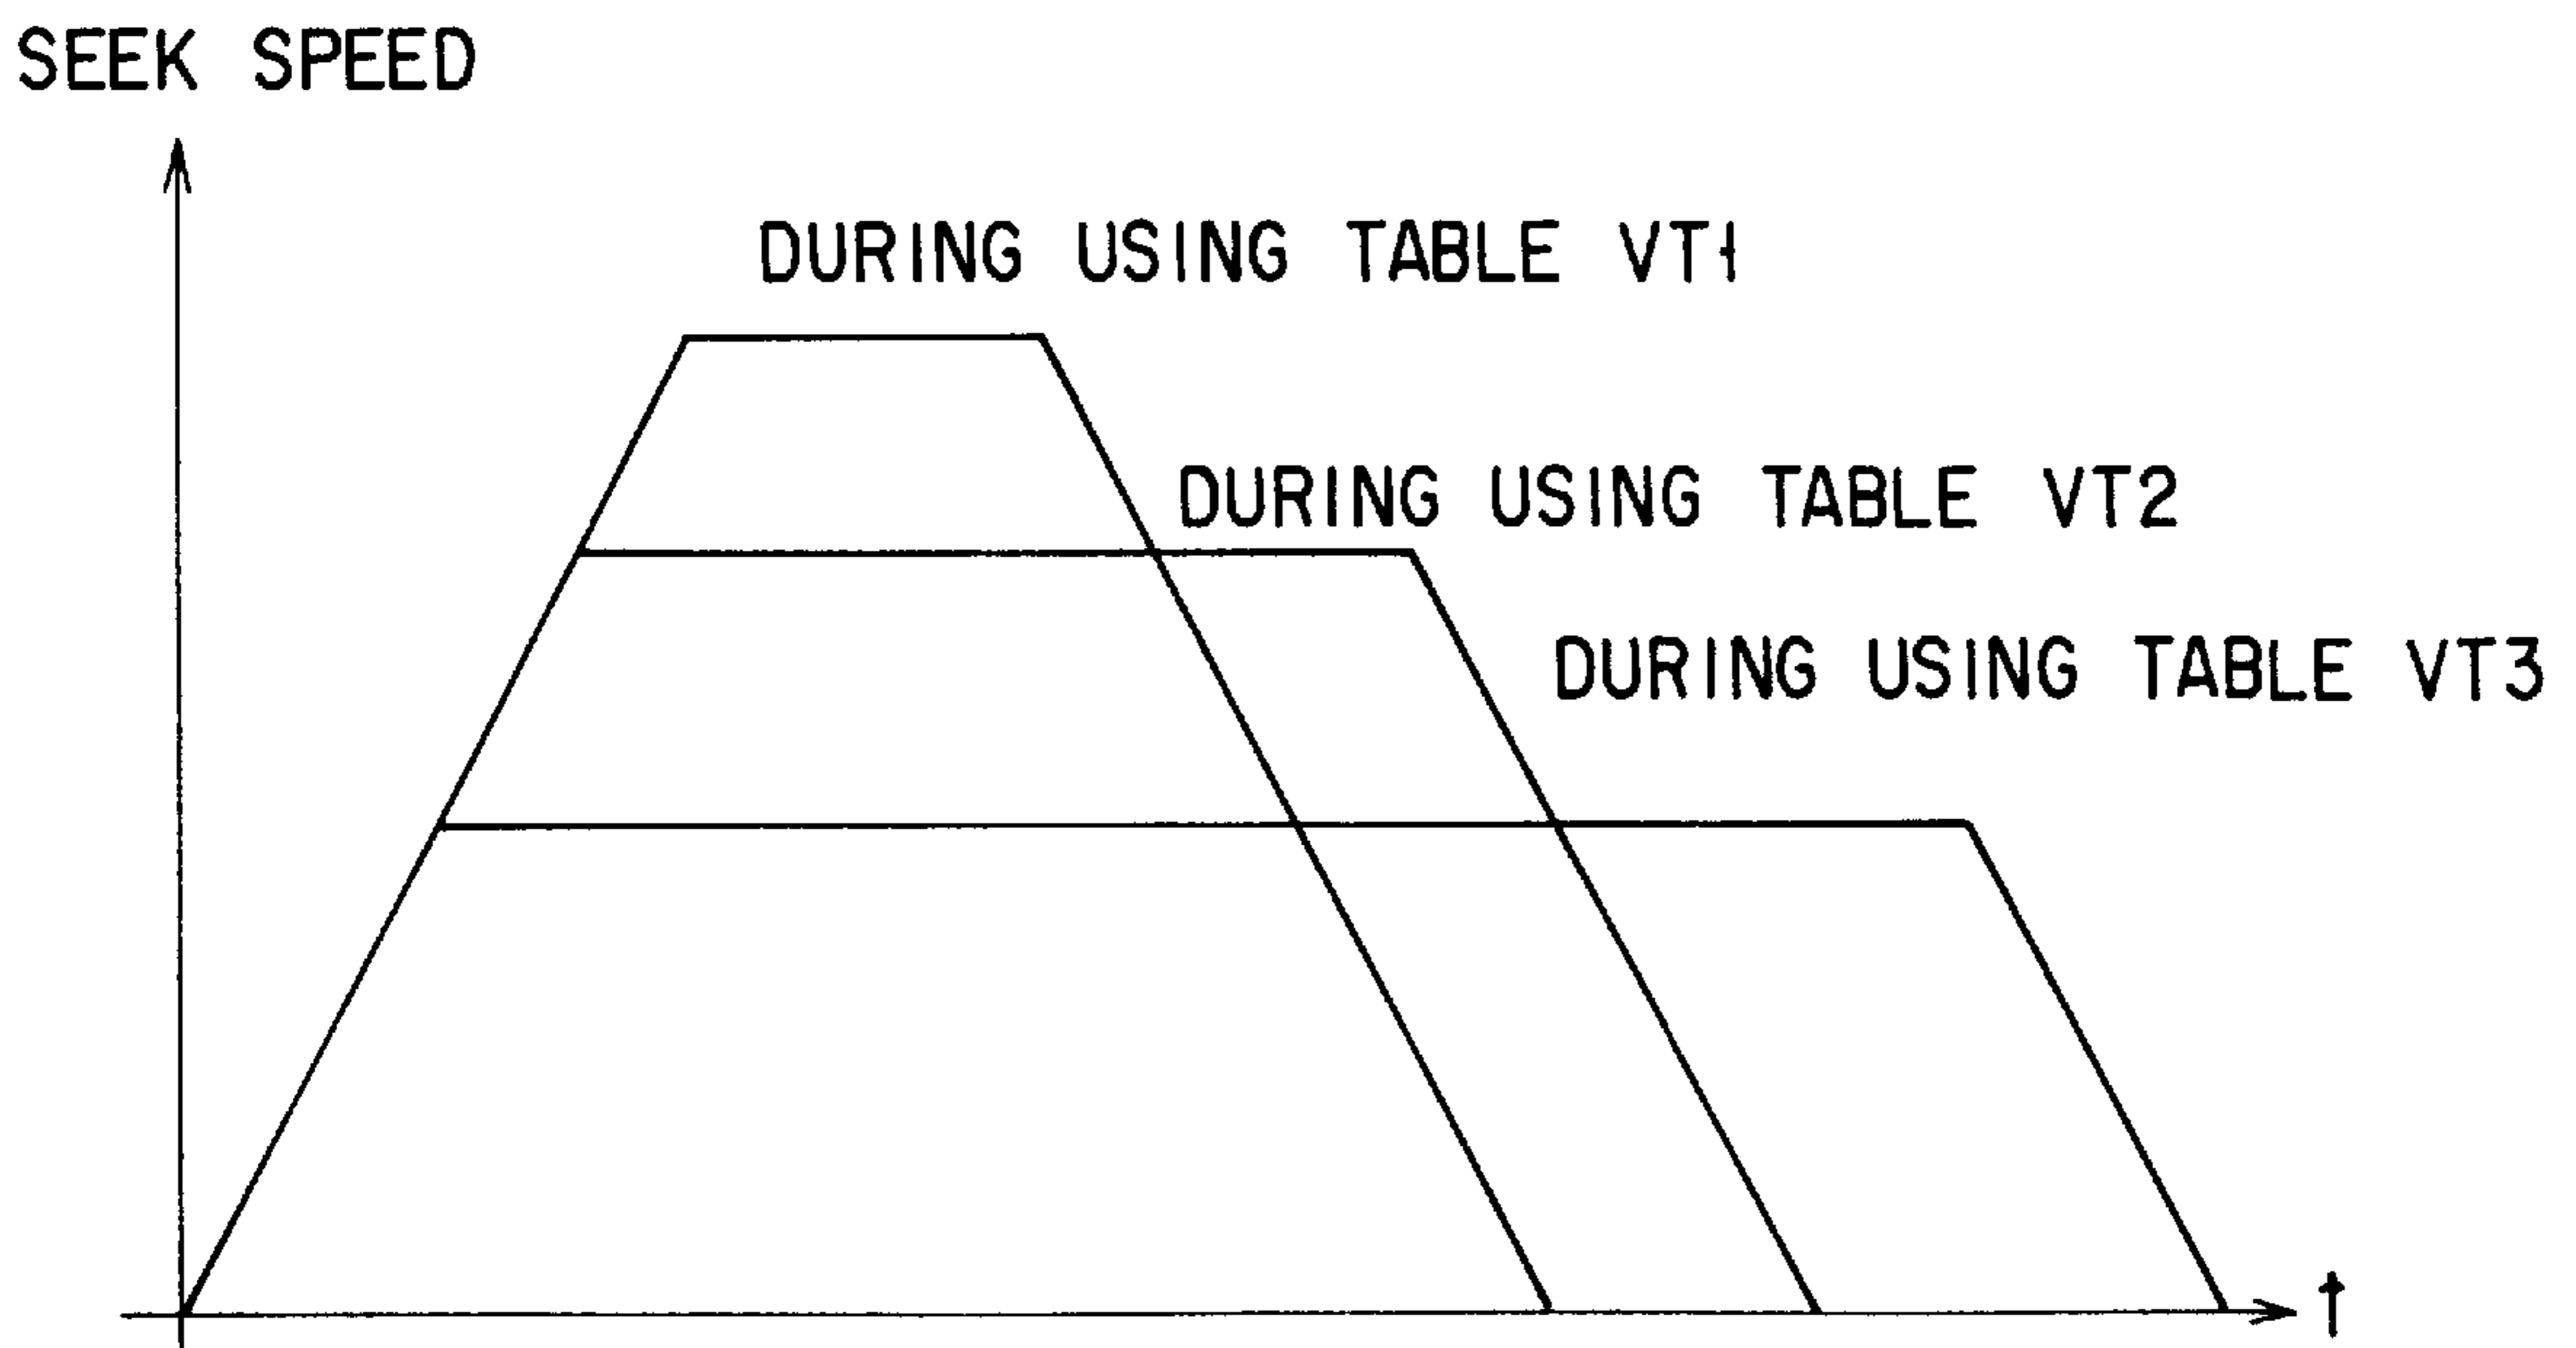 SEEK SPEED
DURING USING TABLE VT1
DURING USING TABLE VT2
DURING USING TABLE VT3
t